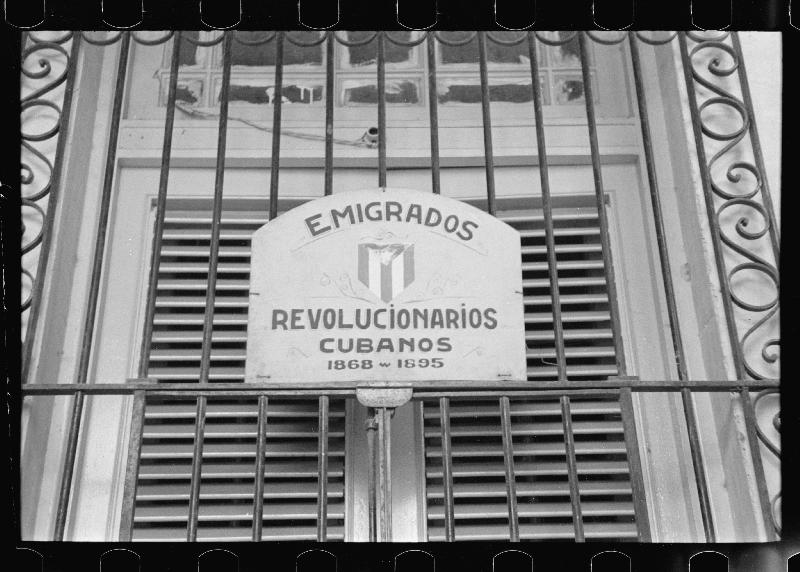 EMIGRADOS
REVOLUCIONARIOS
CUBANOS
1868 ~ 1895